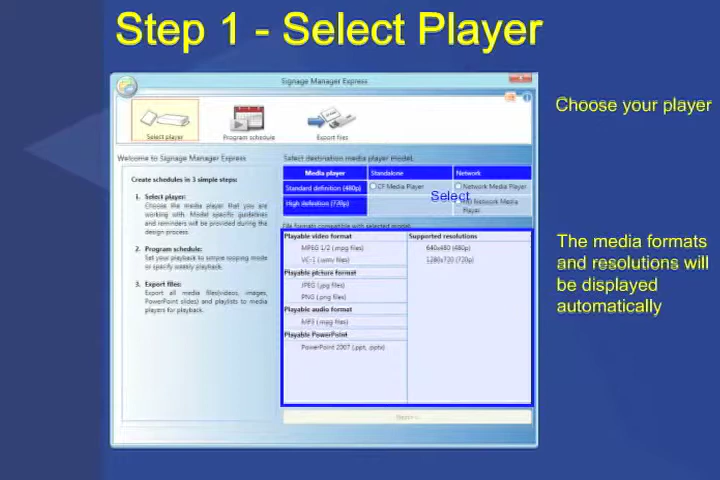 Step 1 - Select Player
Signage Manager Express
Select player
Program schedule
Export files
Choose your player
Welcome to Signage Manager Express
Create schedules in 3 simple steps:
1. Select player:
Choose the media player that you are
working with. Model specific guidelines
and reminders will be provided during the
design process.
2. Program schedule:
Set your playback to simple looping mode
or specify weekly playback.
3. Export files:
Export all media files(videos, images,
PowerPoint slides) and playlists to media
players for playback.
Select destination media player model.
Media player
Standalone
Network
Standard definition (480p)
CF Media Player
Network Media Player
Select
High definition (720p)
HD Network Media
Player
File formats compatible with selected model.
Playable video format
Supported resolutions
MPEG 1/2 (.mpg files)
640x480 (480p)
VC-1 (.wmv files)
1280x720 (720p)
Playable picture format
JPEG (.jpg files)
PNG (.png files)
Playable audio format
MP3 (.mp3 files)
Playable PowerPoint
PowerPoint 2007 (.ppt, .pptx)
The media formats
and resolutions will
be displayed
automatically